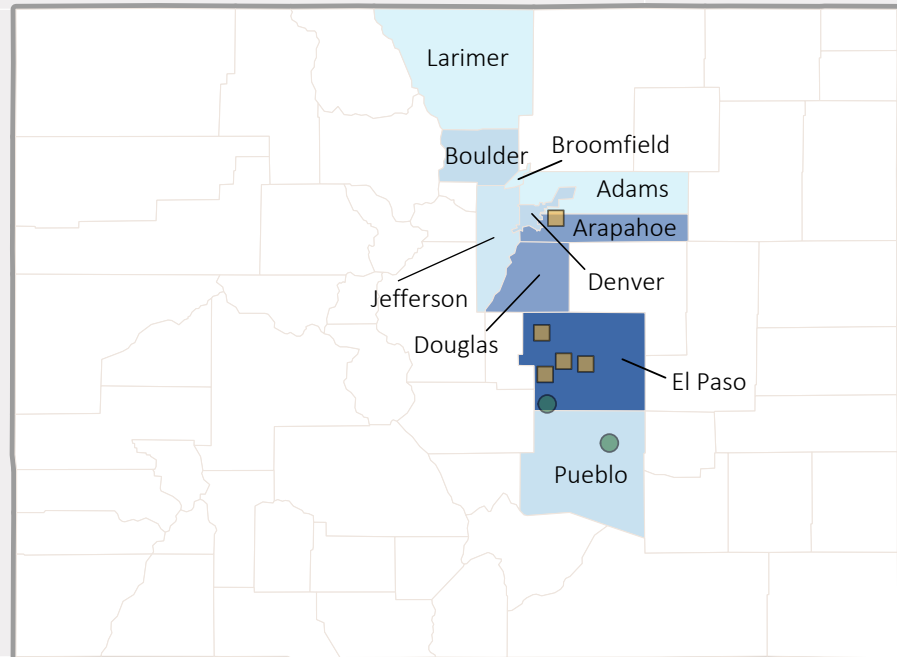 Larimer
Broomfield
Boulder
Adams
Arapahoe
Denver
Jefferson
Douglas
El Paso
Pueblo